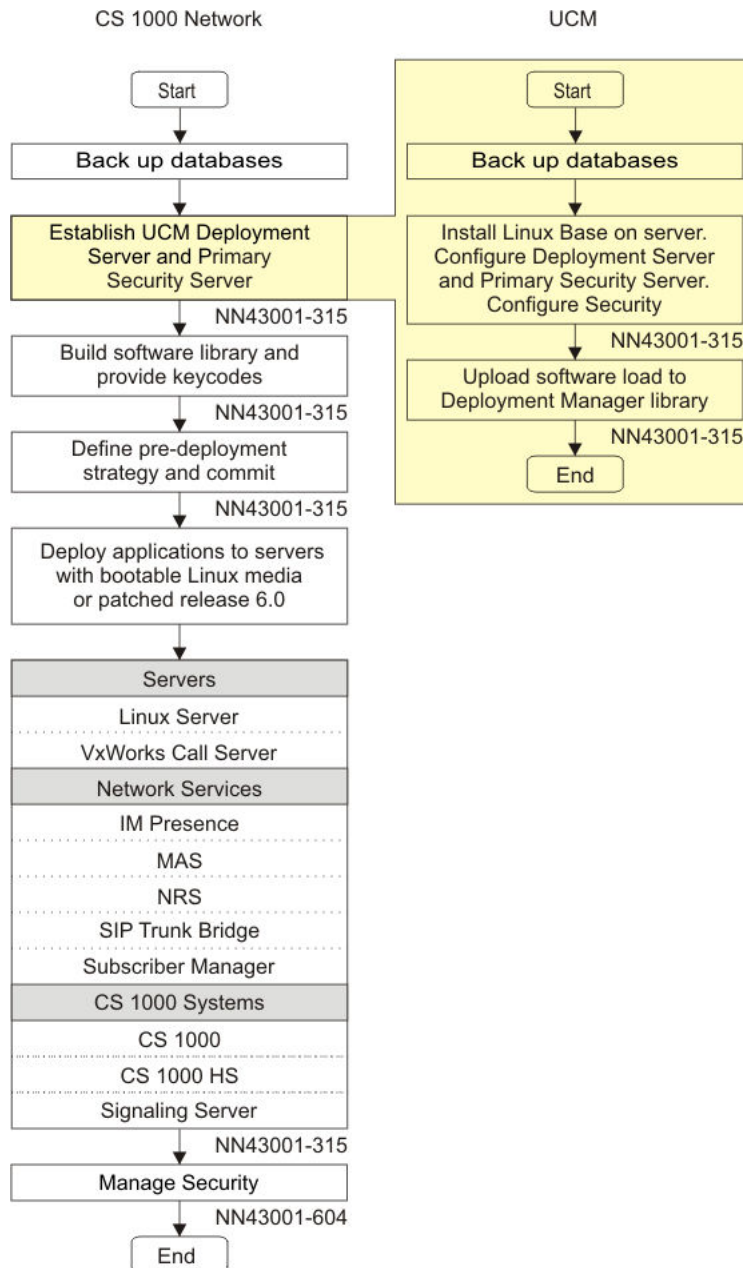 CS 1000 Network
Start
Back up databases
Establish UCM Deployment
Server and Primary
Security Server
NN43001-315
Build software library and
provide keycodes
NN43001-315
Define pre-deployment
strategy and commit
NN43001-315
Deploy applications to servers
with bootable Linux media
or patched release 6.0
Servers
Linux Server
VxWorks Call Server
Network Services
IM Presence
MAS
NRS
SIP Trunk Bridge
Subscriber Manager
CS 1000 Systems
CS 1000
CS 1000 HS
Signaling Server
NN43001-315
Manage Security
NN43001-604
End
UCM
Start
Back up databases
Install Linux Base on server.
Configure Deployment Server
and Primary Security Server.
Configure Security
NN43001-315
Upload software load to
Deployment Manager library
NN43001-315
End